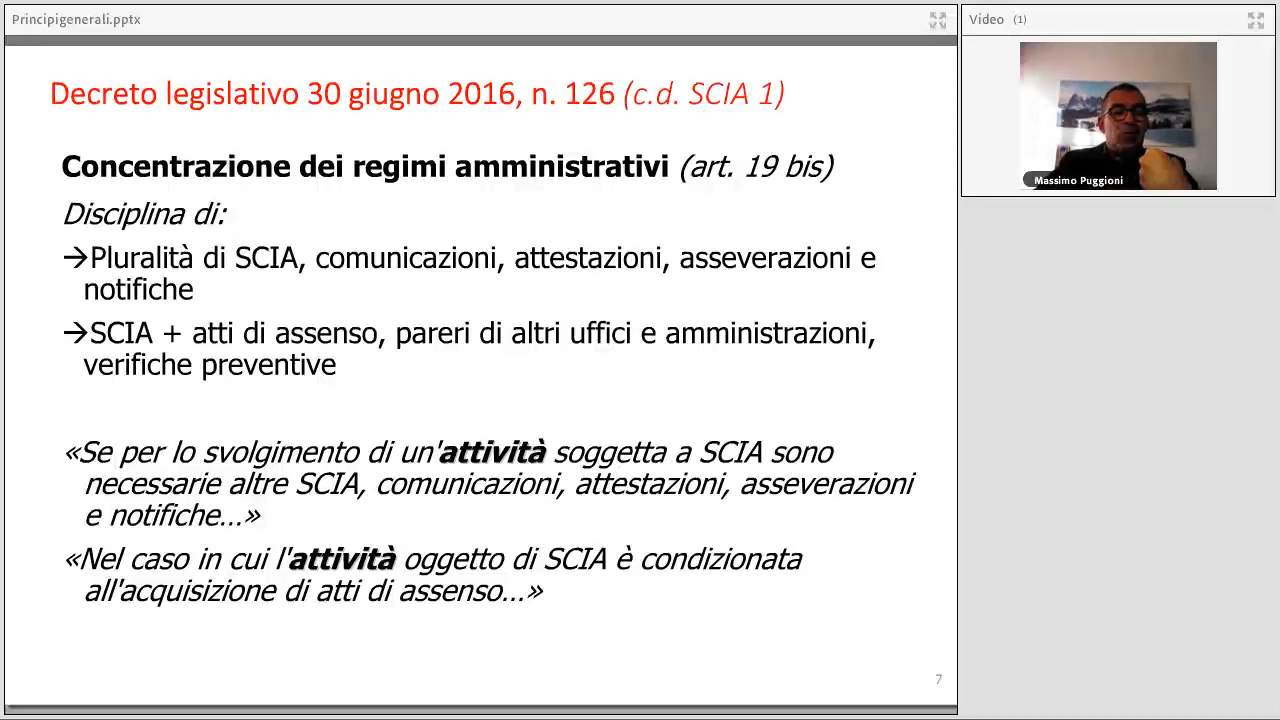 Principigenerali.pptx
Video (1)
Massimo Puggioni
Decreto legislativo 30 giugno 2016, n. 126 (c.d. SCIA 1)
Concentrazione dei regimi amministrativi (art. 19 bis)
Disciplina di:
→Pluralità di SCIA, comunicazioni, attestazioni, asseverazioni e
notifiche
→SCIA + atti di assenso, pareri di altri uffici e amministrazioni,
verifiche preventive
«Se per lo svolgimento di un'attività soggetta a SCIA sono
necessarie altre SCIA, comunicazioni, attestazioni, asseverazioni
e notifiche…»
«Nel caso in cui l'attività oggetto di SCIA è condizionata
all'acquisizione di atti di assenso…»
7